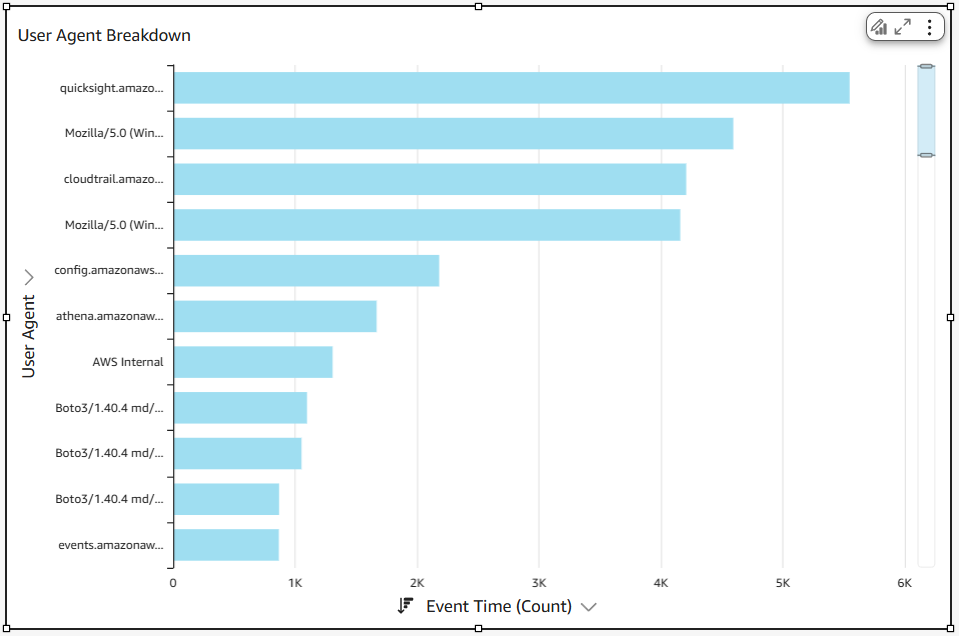 User Agent Breakdown
quicksight.amazo...
Mozilla/5.0 (Win...
cloudtrail.amazo...
Mozilla/5.0 (Win...
config.amazonaws...
athena.amazonaw...
AWS Internal
Boto3/1.40.4 md/...
Boto3/1.40.4 md/...
Boto3/1.40.4 md/...
events.amazonaw...
User Agent
0 1K 2K 3K 4K 5K 6K
Event Time (Count)